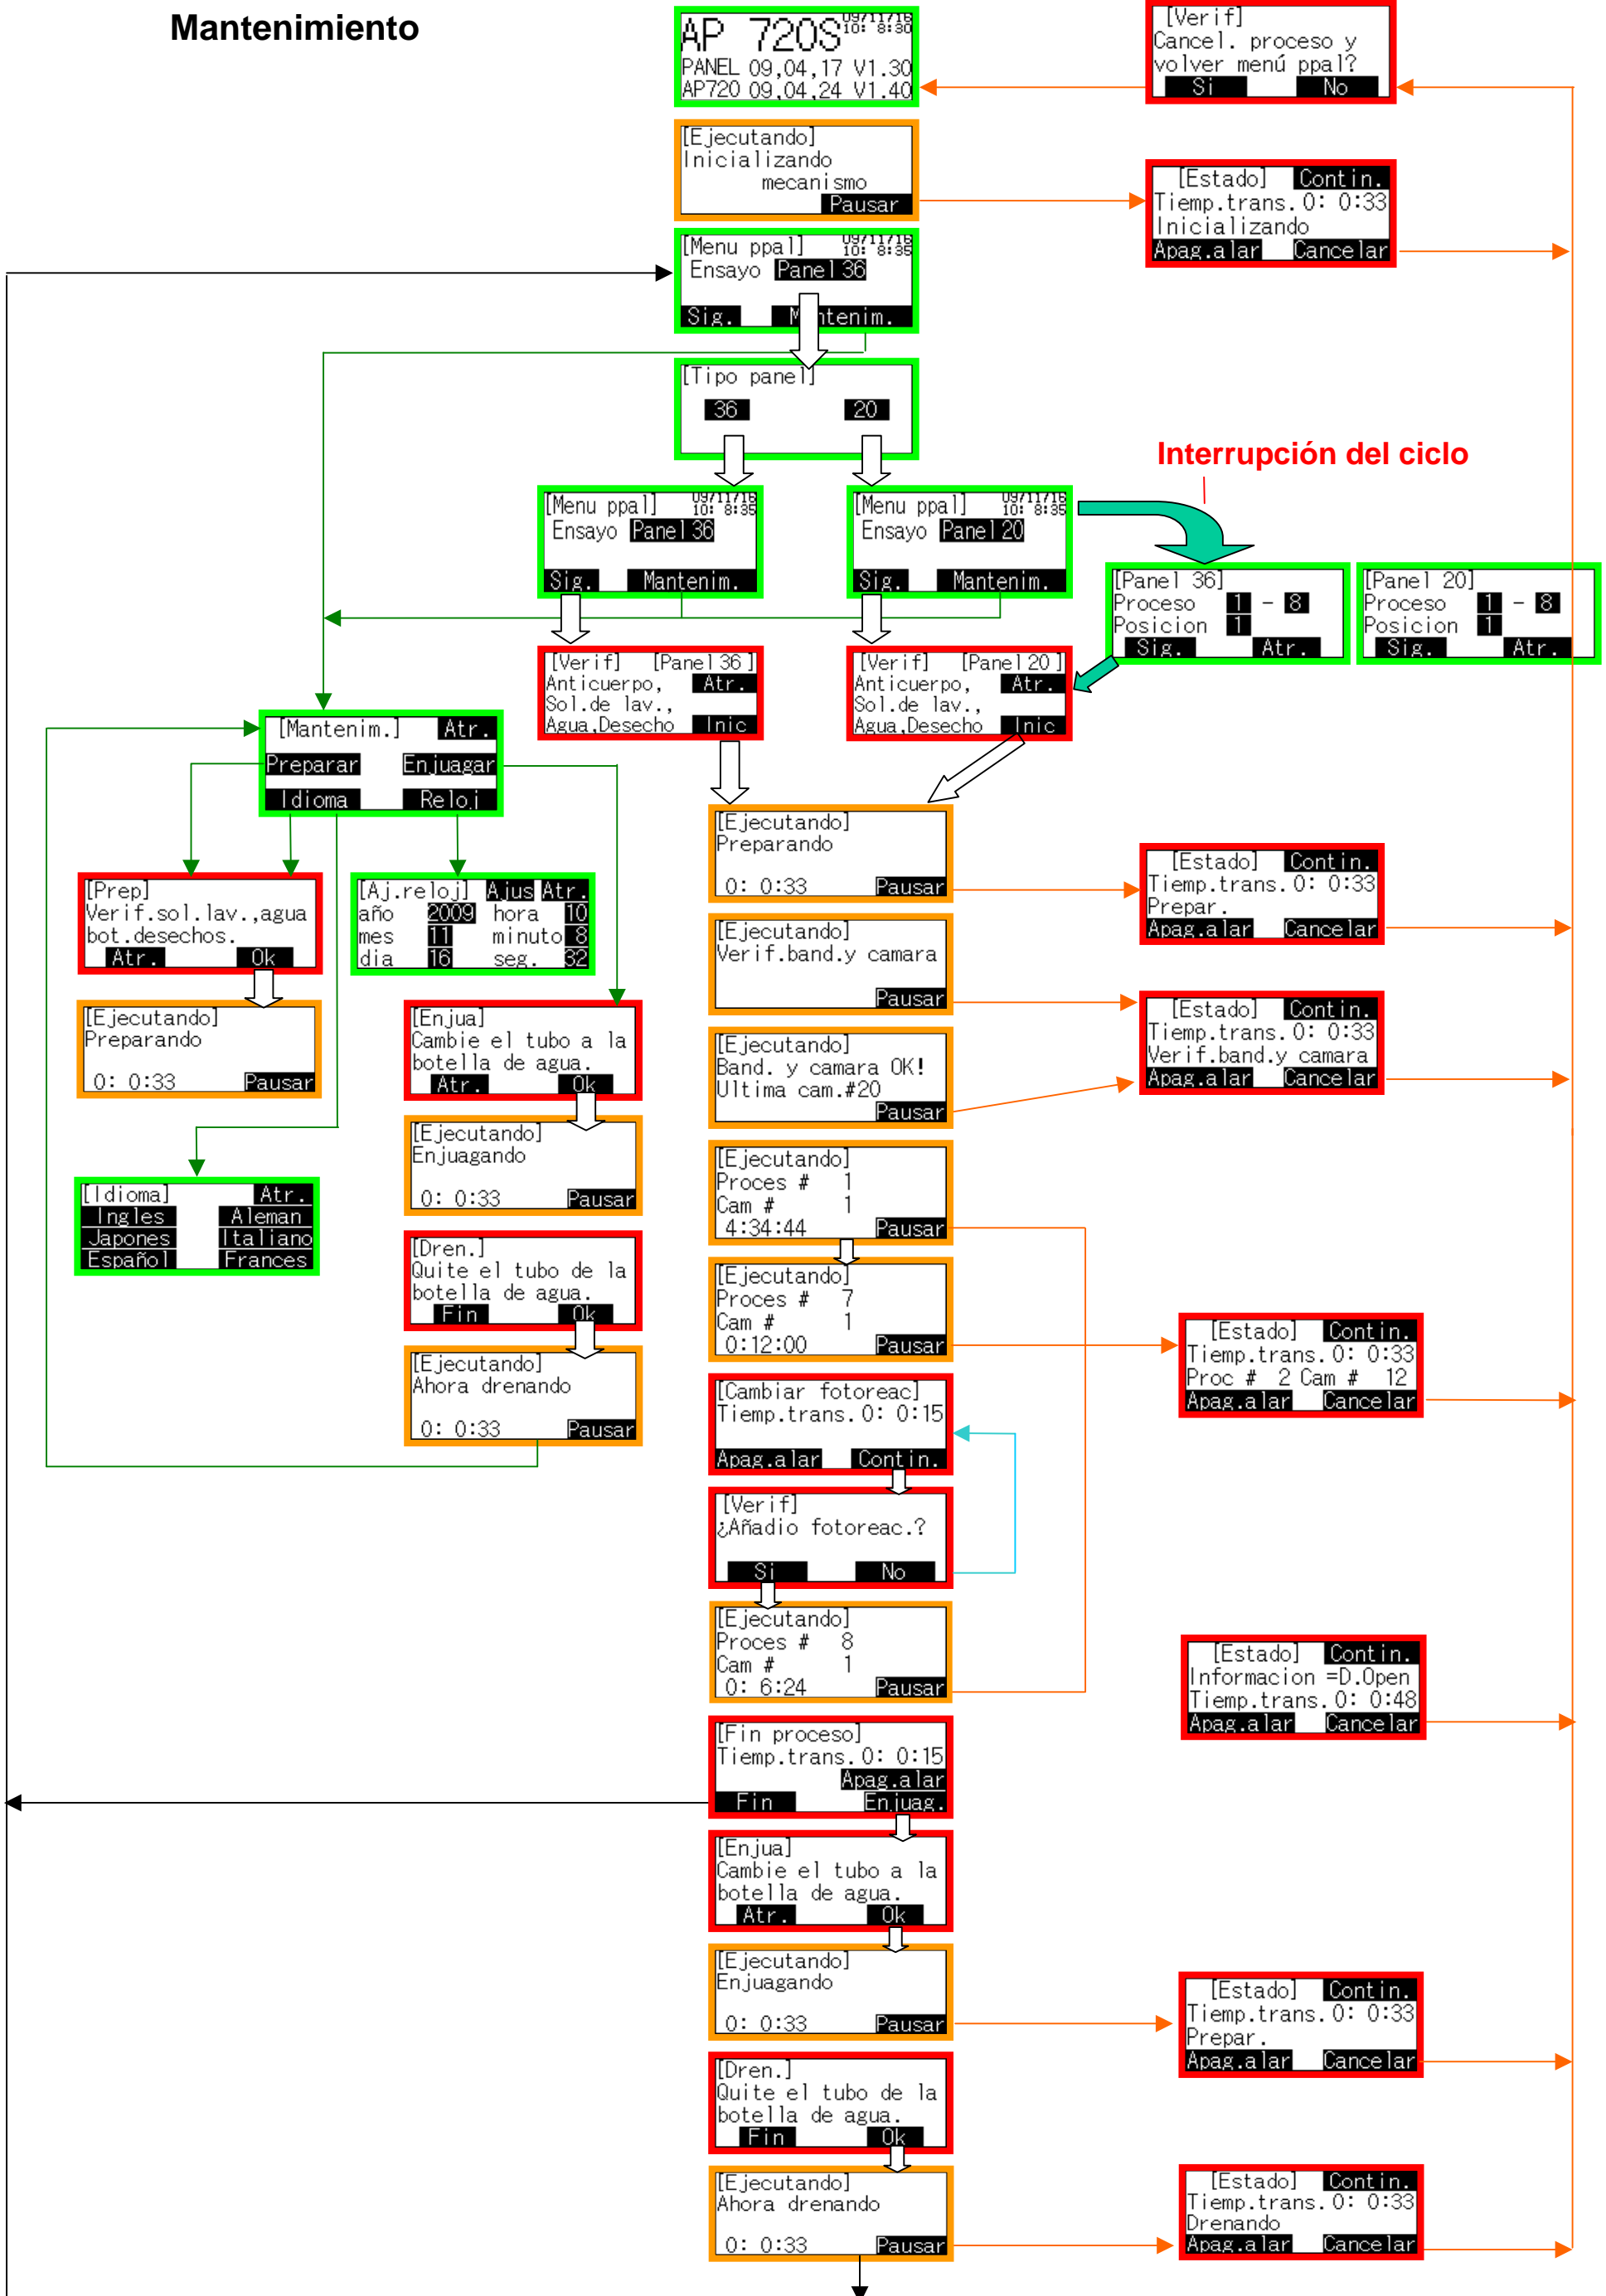 Mantenimiento
AP 720S
09/11/16
10: 8:30
PANEL 09,04,17 V1.30
AP720 09,04,24 V1.40
[Verif]
Cancel. proceso y
volver menú ppal?
Si No
[Ejecutando]
Inicializando
mecanismo
Pausar
[Estado] Contin.
Tiemp.trans. 0: 0:33
Inicializando
Apag.alar Cancelar
[Menu ppal] 09/11/16
10: 8:35
Ensayo Panel 36
Sig. Mantenim.
[Tipo panel]
36 20
Interrupción del ciclo
[Menu ppal] 09/11/16
10: 8:35
Ensayo Panel 36
Sig. Mantenim.
[Menu ppal] 09/11/16
10: 8:35
Ensayo Panel 20
Sig. Mantenim.
[Panel 36]
Proceso 1 - 8
Posicion 1
Sig. Atr.
[Panel 20]
Proceso 1 - 8
Posicion 1
Sig. Atr.
[Verif] [Panel 36]
Anticuerpo, Atr.
Sol.de lav.,
Agua,Desecho Inic
[Verif] [Panel 20]
Anticuerpo, Atr.
Sol.de lav.,
Agua,Desecho Inic
[Mantenim.] Atr.
Preparar Enjuagar
Idioma Reloj
[Prep]
Verif.sol.lav.,agua
bot.desechos.
Atr. Ok
[Aj.reloj] Ajus Atr.
año 2009 hora 10
mes 11 minuto 8
dia 16 seg. 32
[Ejecutando]
Preparando
0: 0:33 Pausar
[Enjua]
Cambie el tubo a la
botella de agua.
Atr. Ok
[Ejecutando]
Enjuagando
0: 0:33 Pausar
[Idioma] Atr.
Ingles Aleman
Japones Italiano
Español Frances
[Dren.]
Quite el tubo de la
botella de agua.
Fin Ok
[Ejecutando]
Ahora drenando
0: 0:33 Pausar
[Ejecutando]
Preparando
0: 0:33 Pausar
[Estado] Contin.
Tiemp.trans. 0: 0:33
Prepar.
Apag.alar Cancelar
[Ejecutando]
Verif.band.y camara
Pausar
[Estado] Contin.
Tiemp.trans. 0: 0:33
Verif.band.y camara
Apag.alar Cancelar
[Ejecutando]
Band. y camara OK!
Ultima cam.#20
Pausar
[Ejecutando]
Proces # 1
Cam # 1
4:34:44 Pausar
[Ejecutando]
Proces # 7
Cam # 1
0:12:00 Pausar
[Estado] Contin.
Tiemp.trans. 0: 0:33
Proc # 2 Cam # 12
Apag.alar Cancelar
[Cambiar fotoreac]
Tiemp.trans. 0: 0:15
Apag.alar Contin.
[Verif]
¿Añadio fotoreac.?
Si No
[Ejecutando]
Proces # 8
Cam # 1
0: 6:24 Pausar
[Estado] Contin.
Informacion =D.Open
Tiemp.trans. 0: 0:48
Apag.alar Cancelar
[Fin proceso]
Tiemp.trans. 0: 0:15
Apag.alar
Fin Enjuag.
[Enjua]
Cambie el tubo a la
botella de agua.
Atr. Ok
[Ejecutando]
Enjuagando
0: 0:33 Pausar
[Estado] Contin.
Tiemp.trans. 0: 0:33
Prepar.
Apag.alar Cancelar
[Dren.]
Quite el tubo de la
botella de agua.
Fin Ok
[Ejecutando]
Ahora drenando
0: 0:33 Pausar
[Estado] Contin.
Tiemp.trans. 0: 0:33
Drenando
Apag.alar Cancelar